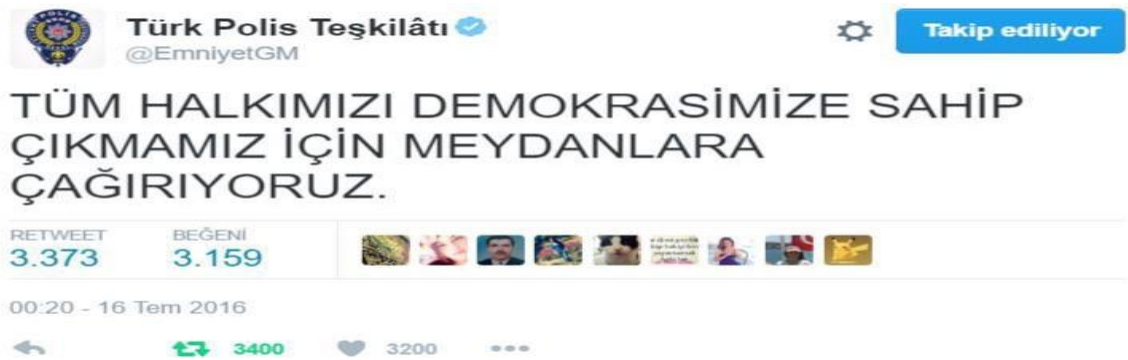 Türk Polis Teşkilâtı
@EmniyetGM
Takip ediliyor
TÜM HALKIMIZI DEMOKRASİMİZE SAHİP
ÇIKMAMIZ İÇİN MEYDANLARA
ÇAĞIRIYORUZ.
RETWEET BEĞENİ
3.373 3.159
00:20 - 16 Tem 2016
3400 3200